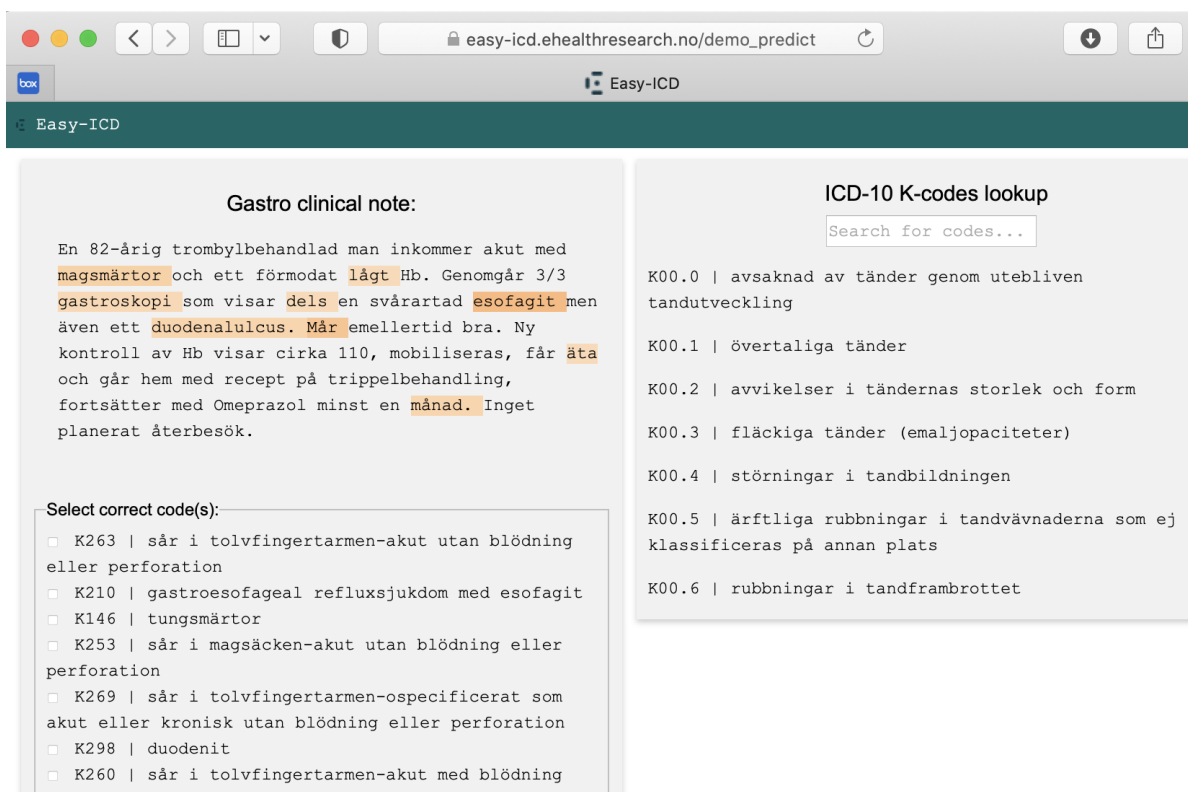 easy-icd.ehealthresearch.no/demo_predict
box
Easy-ICD
Easy-ICD
Gastro clinical note:
En 82-årig trombylbehandlad man inkommer akut med
magsmärtor och ett förmodat lågt Hb. Genomgår 3/3
gastroskopi som visar dels en svårartad esofagit men
även ett duodenalulcus. Mår emellertid bra. Ny
kontroll av Hb visar cirka 110, mobiliseras, får äta
och går hem med recept på trippelbehandling,
fortsätter med Omeprazol minst en månad. Inget
planerat återbesök.
Select correct code(s):
K263 | sår i tolvfingertarmen-akut utan blödning
eller perforation
K210 | gastroesofageal refluxsjukdom med esofagit
K146 | tungsmärtor
K253 | sår i magsäcken-akut utan blödning eller
perforation
K269 | sår i tolvfingertarmen-ospecificerat som
akut eller kronisk utan blödning eller perforation
K298 | duodenit
K260 | sår i tolvfingertarmen-akut med blödning
ICD-10 K-codes lookup
Search for codes...
K00.0 | avsaknad av tänder genom utebliven
tandutveckling
K00.1 | övertaliga tänder
K00.2 | avvikelser i tändernas storlek och form
K00.3 | fläckiga tänder (emaljopaciteter)
K00.4 | störningar i tandbildningen
K00.5 | ärftliga rubbningar i tandvävnaderna som ej
klassificeras på annan plats
K00.6 | rubbningar i tandframbrottet